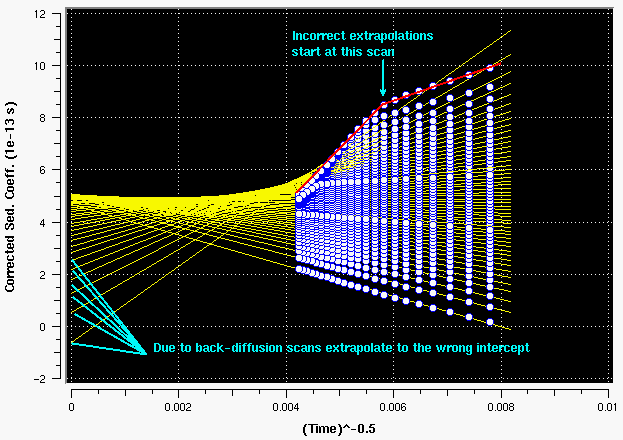 12
Incorrect extrapolations
start at this scan
10
8
6
4
2
0
-2
Corrected Sed. Coeff. (1e-13 s)
Due to back-diffusion scans extrapolate to the wrong intercept
0 0.002 0.004 0.006 0.008 0.01
(Time)^-0.5